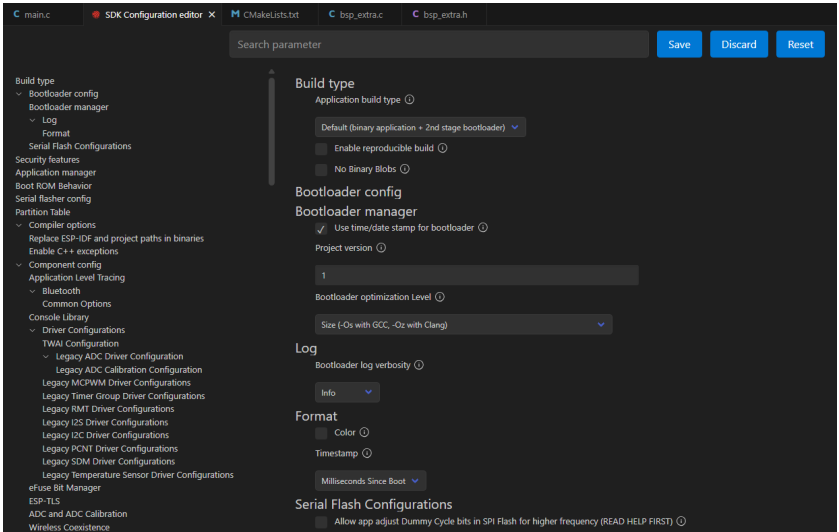 C main.c
SDK Configuration editor ×
M CMakeLists.txt
C bsp_extra.c
C bsp_extra.h
Search parameter
Save
Discard
Reset
Build type
Bootloader config
Bootloader manager
Log
Format
Serial Flash Configurations
Security features
Application manager
Boot ROM Behavior
Serial flasher config
Partition Table
Compiler options
Replace ESP-IDF and project paths in binaries
Enable C++ exceptions
Component config
Application Level Tracing
Bluetooth
Common Options
Console Library
Driver Configurations
TWAI Configuration
Legacy ADC Driver Configuration
Legacy ADC Calibration Configuration
Legacy MCPWM Driver Configurations
Legacy Timer Group Driver Configurations
Legacy RMT Driver Configurations
Legacy I2S Driver Configurations
Legacy I2C Driver Configurations
Legacy PCNT Driver Configurations
Legacy SDM Driver Configurations
Legacy Temperature Sensor Driver Configurations
eFuse Bit Manager
ESP-TLS
ADC and ADC Calibration
Wireless Coexistence
Build type
Application build type
Default (binary application + 2nd stage bootloader)
Enable reproducible build
No Binary Blobs
Bootloader config
Bootloader manager
Use time/date stamp for bootloader
Project version
1
Bootloader optimization Level
Size (-Os with GCC, -Oz with Clang)
Log
Bootloader log verbosity
Info
Format
Color
Timestamp
Milliseconds Since Boot
Serial Flash Configurations
Allow app adjust Dummy Cycle bits in SPI Flash for higher frequency (READ HELP FIRST)